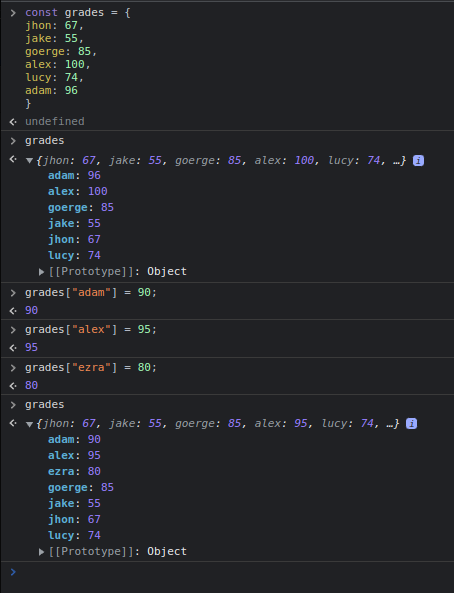 const grades = {
jhon: 67,
jake: 55,
goerge: 85,
alex: 100,
lucy: 74,
adam: 96
}
undefined
grades
{jhon: 67, jake: 55, goerge: 85, alex: 100, lucy: 74, …} i
adam: 96
alex: 100
goerge: 85
jake: 55
jhon: 67
lucy: 74
[[Prototype]]: Object
grades["adam"] = 90;
90
grades["alex"] = 95;
95
grades["ezra"] = 80;
80
grades
{jhon: 67, jake: 55, goerge: 85, alex: 95, lucy: 74, …} i
adam: 90
alex: 95
ezra: 80
goerge: 85
jake: 55
jhon: 67
lucy: 74
[[Prototype]]: Object